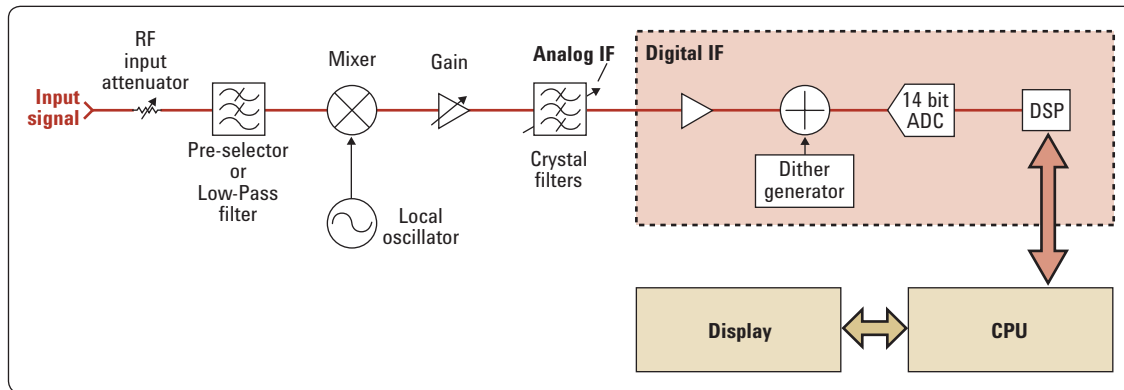 RF
input
attenuator
Input
signal
Pre-selector
or
Low-Pass
filter
Mixer
Local
oscillator
Gain
Analog IF
Crystal
filters
Digital IF
Dither
generator
14 bit
ADC
DSP
Display
CPU